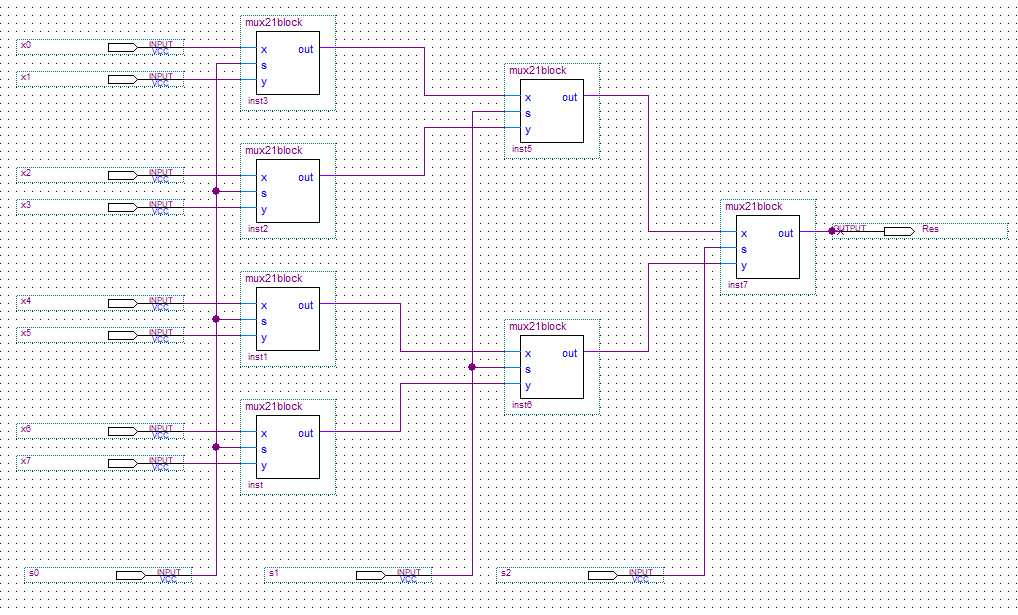 mux21block
x0 INPUT VCC
x out
s
x1 INPUT VCC
y
inst3
mux21block
x out
s
y
inst5
mux21block
x2 INPUT VCC
x out
s
x3 INPUT VCC
y
inst2
mux21block
x out
s
y
inst7
OUTPUT Res
mux21block
x4 INPUT VCC
x out
s
x5 INPUT VCC
y
inst1
mux21block
x out
s
y
inst6
mux21block
x6 INPUT VCC
x out
s
x7 INPUT VCC
y
inst
s0 INPUT VCC
s1 INPUT VCC
s2 INPUT VCC